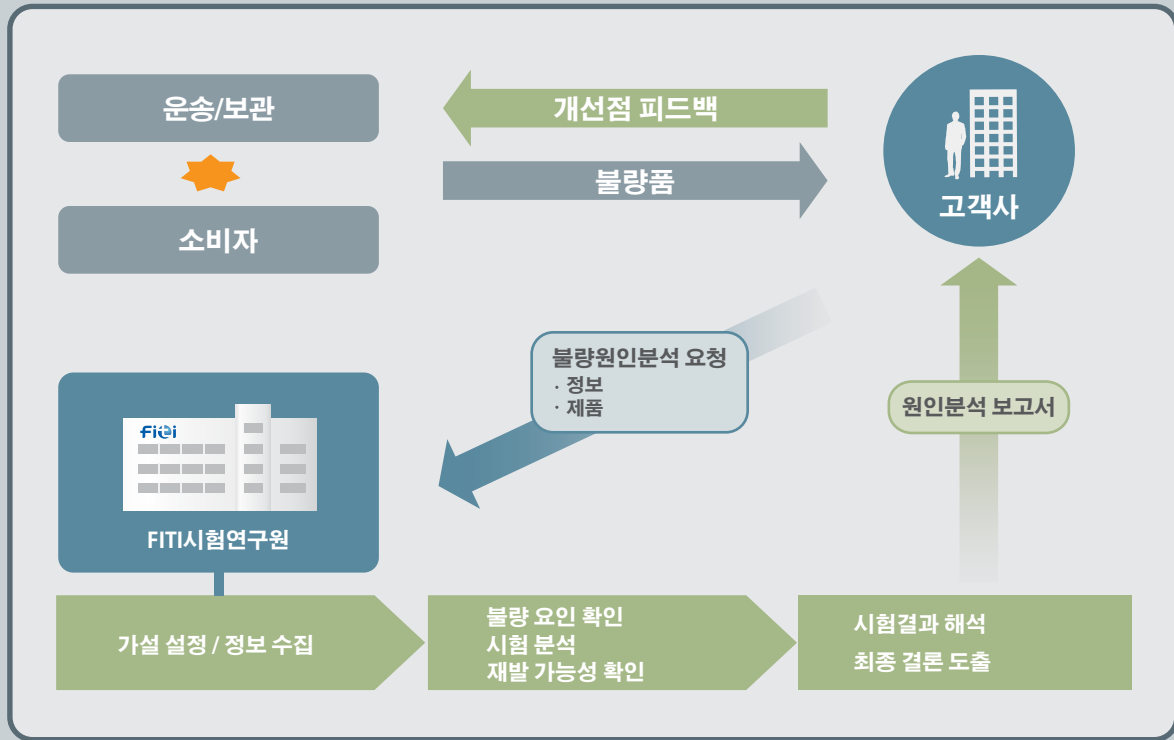 운송/보관
개선점 피드백
불량품
소비자
고객사
불량원인분석 요청
· 정보
· 제품
원인분석 보고서
fiti
FITI시험연구원
가설 설정 / 정보 수집
불량 요인 확인
시험 분석
재발 가능성 확인
시험결과 해석
최종 결론 도출